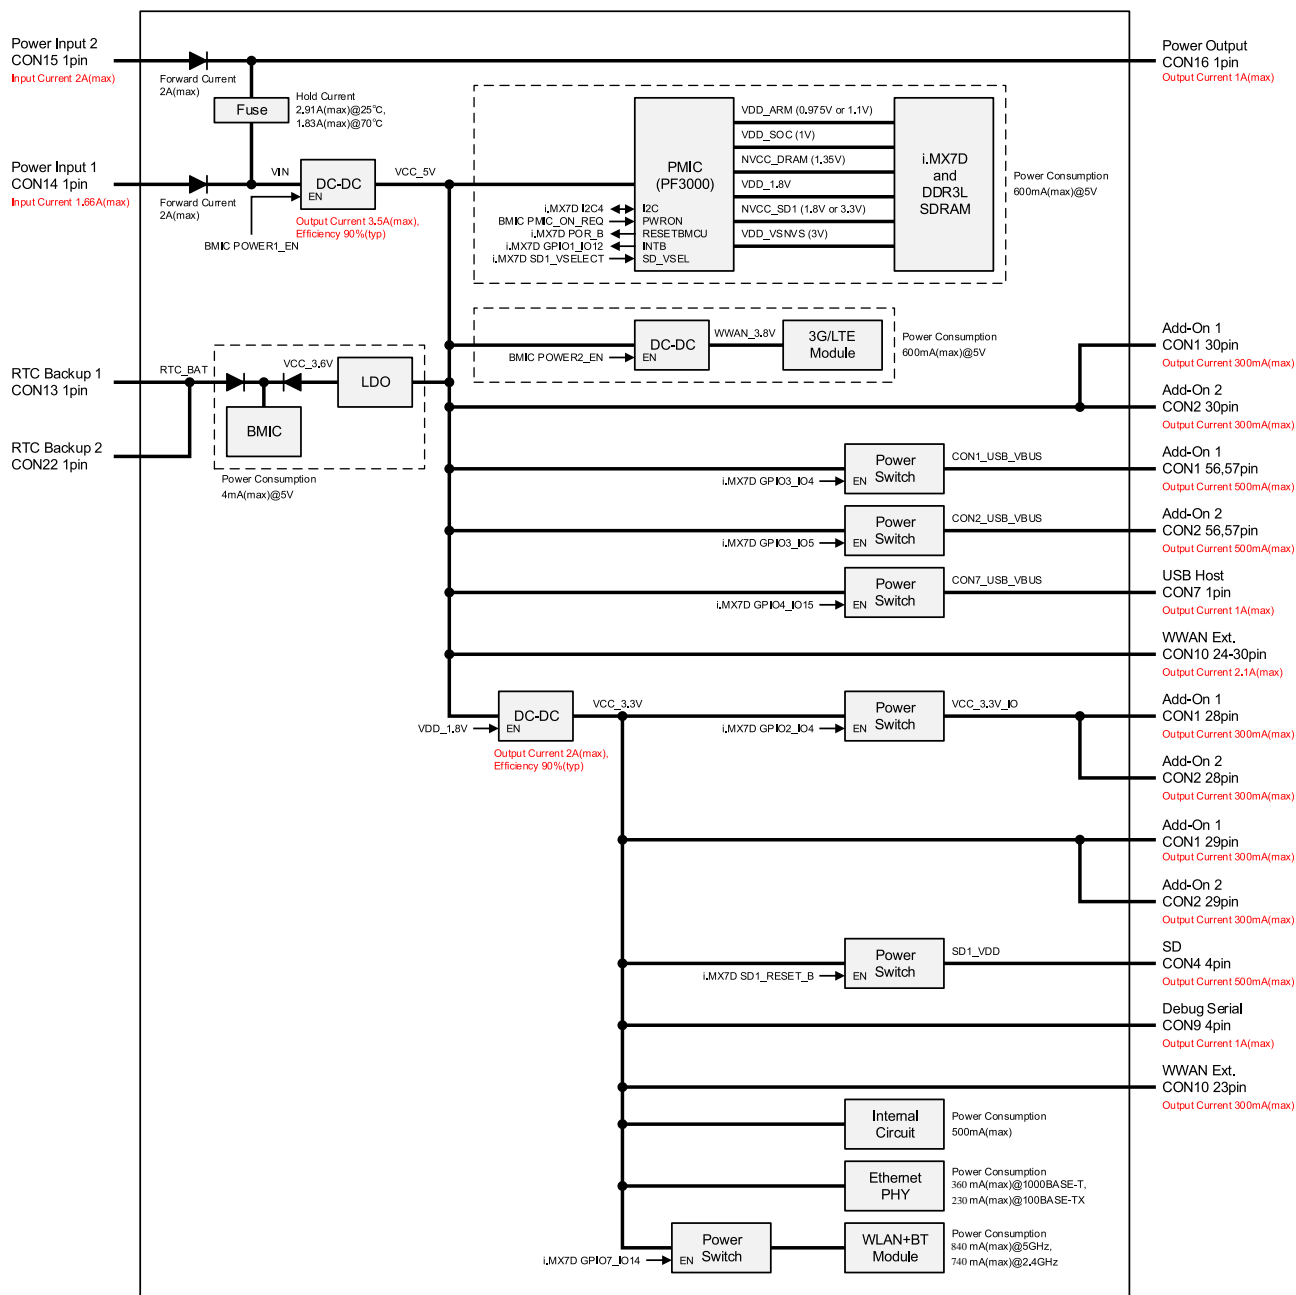 Power Input 2
CON15 1pin
Input Current 2A(max)
Forward Current
2A(max)
Fuse
Hold Current
2.91A(max)@25°C,
1.83A(max)@70°C
Power Output
CON16 1pin
Output Current 1A(max)
Power Input 1
CON14 1pin
Input Current 1.66A(max)
Forward Current
2A(max)
VIN
DC-DC
EN
VCC_5V
Output Current 3.5A(max),
Efficiency 90%(typ)
BMIC POWER1_EN
PMIC
(PF3000)
I2C
PWRON
RESETBMCU
INTB
SD_VSEL
i.MX7D I2C4
BMIC PMIC_ON_REQ
i.MX7D POR_B
i.MX7D GPIO1_IO12
i.MX7D SD1_VSELECT
VDD_ARM (0.975V or 1.1V)
VDD_SOC (1V)
NVCC_DRAM (1.35V)
VDD_1.8V
NVCC_SD1 (1.8V or 3.3V)
VDD_VSNVS (3V)
i.MX7D
and
DDR3L
SDRAM
Power Consumption
600mA(max)@5V
DC-DC
EN
BMIC POWER2_EN
WWAN_3.8V
3G/LTE
Module
Power Consumption
600mA(max)@5V
Add-On 1
CON1 30pin
Output Current 300mA(max)
RTC Backup 1
CON13 1pin
RTC_BAT
VCC_3.6V
LDO
BMIC
Power Consumption
4mA(max)@5V
RTC Backup 2
CON22 1pin
Add-On 2
CON2 30pin
Output Current 300mA(max)
i.MX7D GPIO3_IO4
Power
Switch
EN
CON1_USB_VBUS
Add-On 1
CON1 56,57pin
Output Current 500mA(max)
i.MX7D GPIO3_IO5
Power
Switch
EN
CON2_USB_VBUS
Add-On 2
CON2 56,57pin
Output Current 500mA(max)
i.MX7D GPIO4_IO15
Power
Switch
EN
CON7_USB_VBUS
USB Host
CON7 1pin
Output Current 1A(max)
WWAN Ext.
CON10 24-30pin
Output Current 2.1A(max)
VDD_1.8V
DC-DC
EN
VCC_3.3V
Output Current 2A(max),
Efficiency 90%(typ)
i.MX7D GPIO2_IO4
Power
Switch
EN
VCC_3.3V_IO
Add-On 1
CON1 28pin
Output Current 300mA(max)
Add-On 2
CON2 28pin
Output Current 300mA(max)
Add-On 1
CON1 29pin
Output Current 300mA(max)
Add-On 2
CON2 29pin
Output Current 300mA(max)
i.MX7D SD1_RESET_B
Power
Switch
EN
SD1_VDD
SD
CON4 4pin
Output Current 500mA(max)
Debug Serial
CON9 4pin
Output Current 1A(max)
WWAN Ext.
CON10 23pin
Output Current 300mA(max)
Internal
Circuit
Power Consumption
500mA(max)
Ethernet
PHY
Power Consumption
360 mA(max)@1000BASE-T,
230 mA(max)@100BASE-TX
i.MX7D GPIO7_IO14
Power
Switch
EN
WLAN+BT
Module
Power Consumption
840 mA(max)@5GHz,
740 mA(max)@2.4GHz